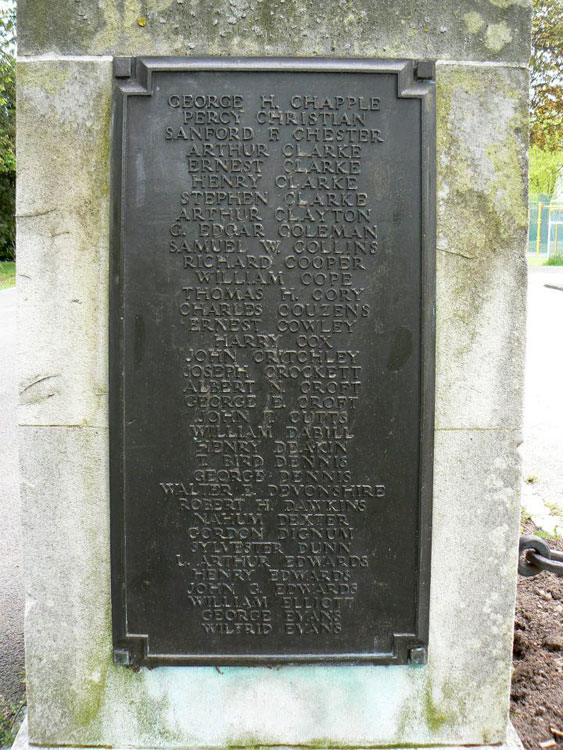 GEORGE H. CHAPPLE
PERCY CHRISTIAN
SANFORD F. CHESTER
ARTHUR CLARKE
ERNEST CLARKE
HENRY CLARKE
STEPHEN CLARKE
ARTHUR CLAYTON
G. EDGAR COLEMAN
SAMUEL W. COLLINS
RICHARD COOPER
WILLIAM COPE
THOMAS H. CORY
CHARLES COUZENS
ERNEST COWLEY
HARRY COX
JOHN CRITCHLEY
JOSEPH CROCKETT
ALBERT N. CROFT
GEORGE E. CROFT
JOHN F. CUTTS
WILLIAM DABILL
HENRY DEAKIN
T. BIRD DENNIS
GEORGE DENNIS
WALTER E. DEVONSHIRE
ROBERT H. DAWKINS
NAHUM DEXTER
GORDON DIGNUM
SYLVESTER DUNN
L. ARTHUR EDWARDS
HENRY EDWARDS
JOHN G. EDWARDS
WILLIAM ELLIOTT
GEORGE EVANS
WILFRID EVANS